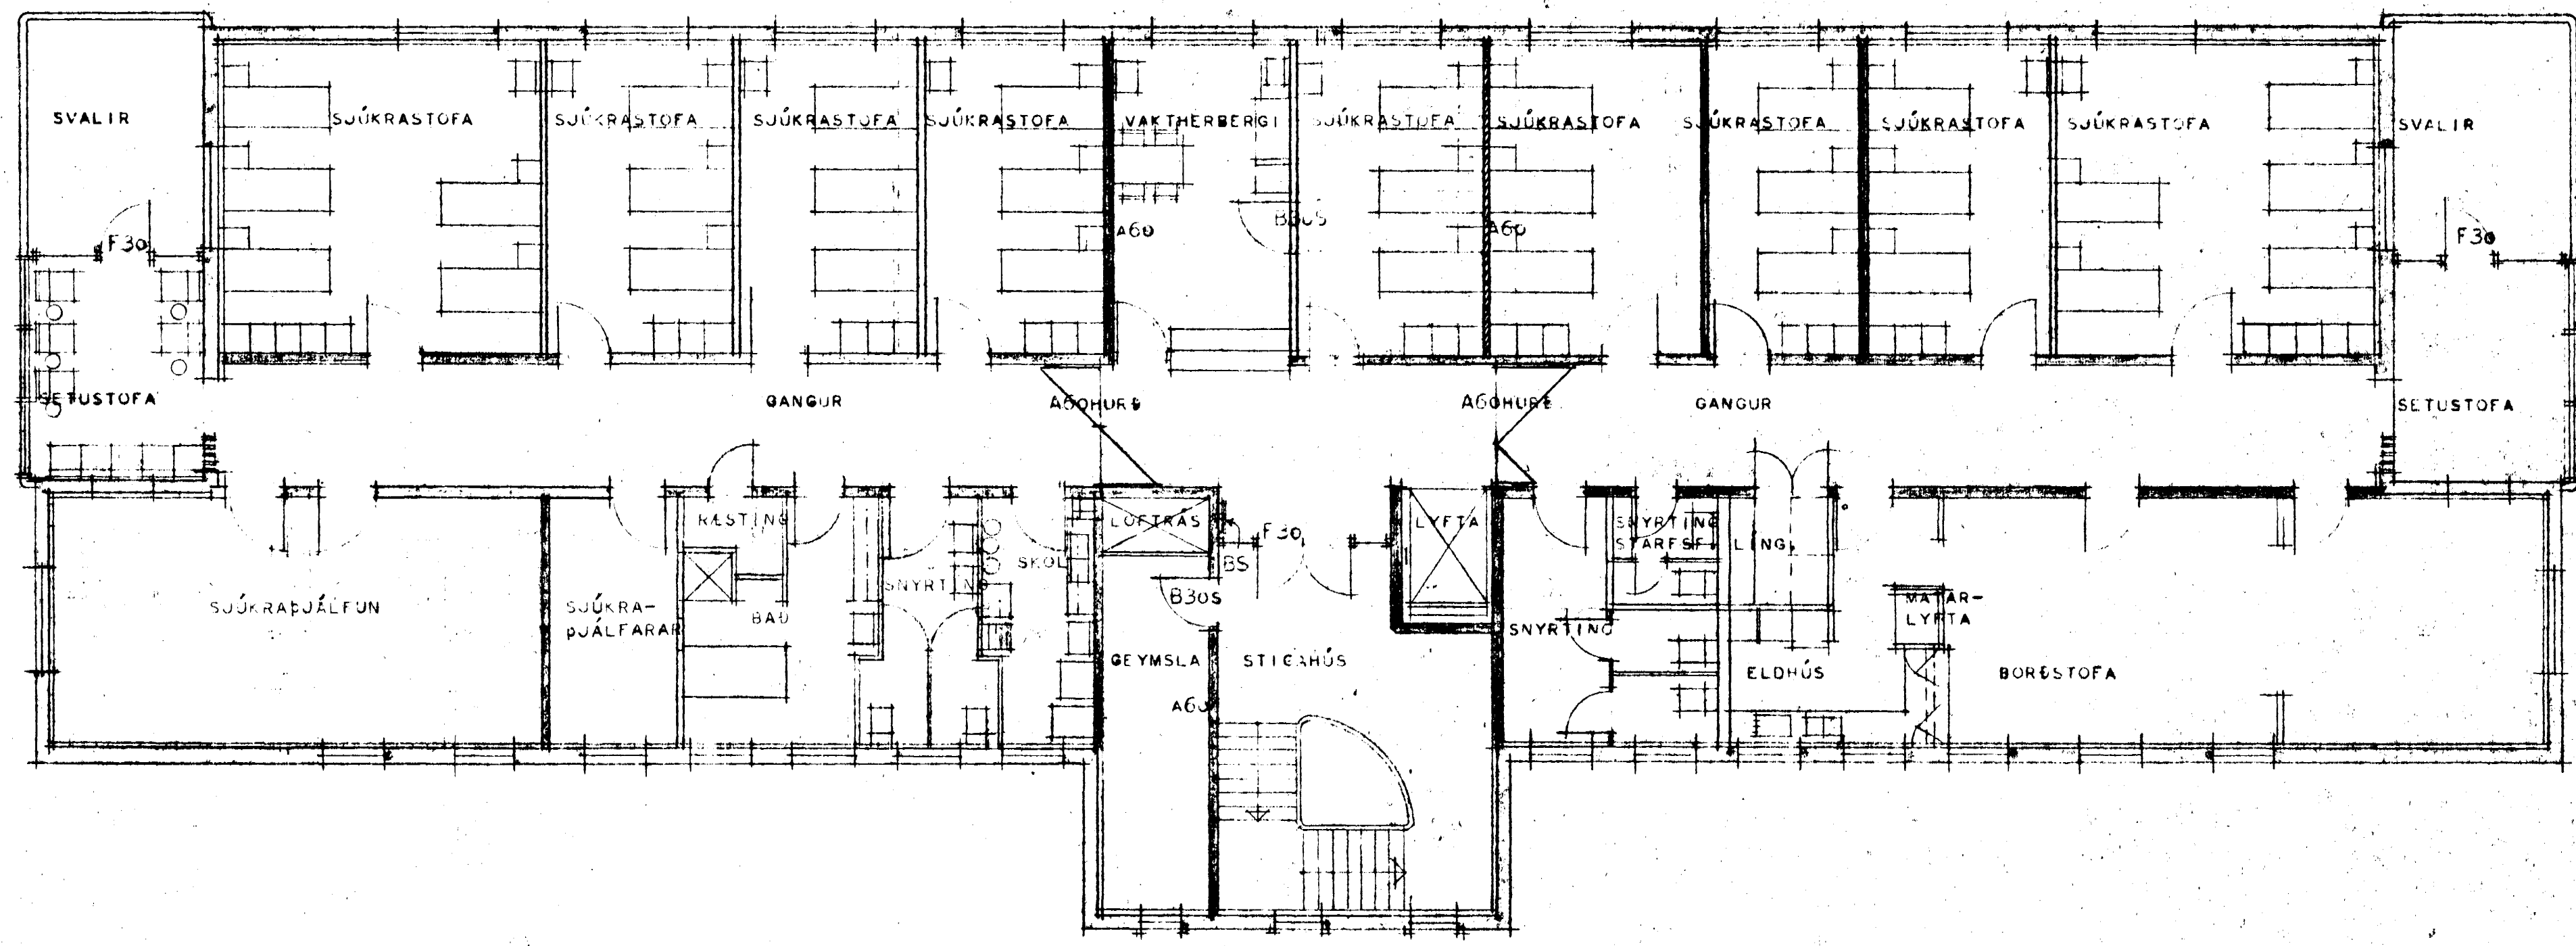 SVALIR
SJÚKRASTOFA
SJÚKRASTOFA
SJÚKRASTOFA
SJÚKRASTOFA
VAKTHERBERGI
SJÚKRASTOFA
SJÚKRASTOFA
SJÚKRASTOFA
SJÚKRASTOFA
SJÚKRASTOFA
SVALIR
F30
A60
B30S
A60
F30
SETUSTOFA
GANGUR
A60HURÐ
A60HURÐ
GANGUR
SETUSTOFA
RÆSTING
LOFTRÁS
F30
LYFTA
SNYRTING
STARFSF LING
SKOL
BS
SNYRTING
B30S
SJÚKRAÞJÁLFUN
SJÚKRA-
ÞJÁLFARAR
BAÐ
SNYRTING
MATAR-
LYFTA
GEYMSLA
STIGAHÚS
ELDHÚS
BORÐSTOFA
A60